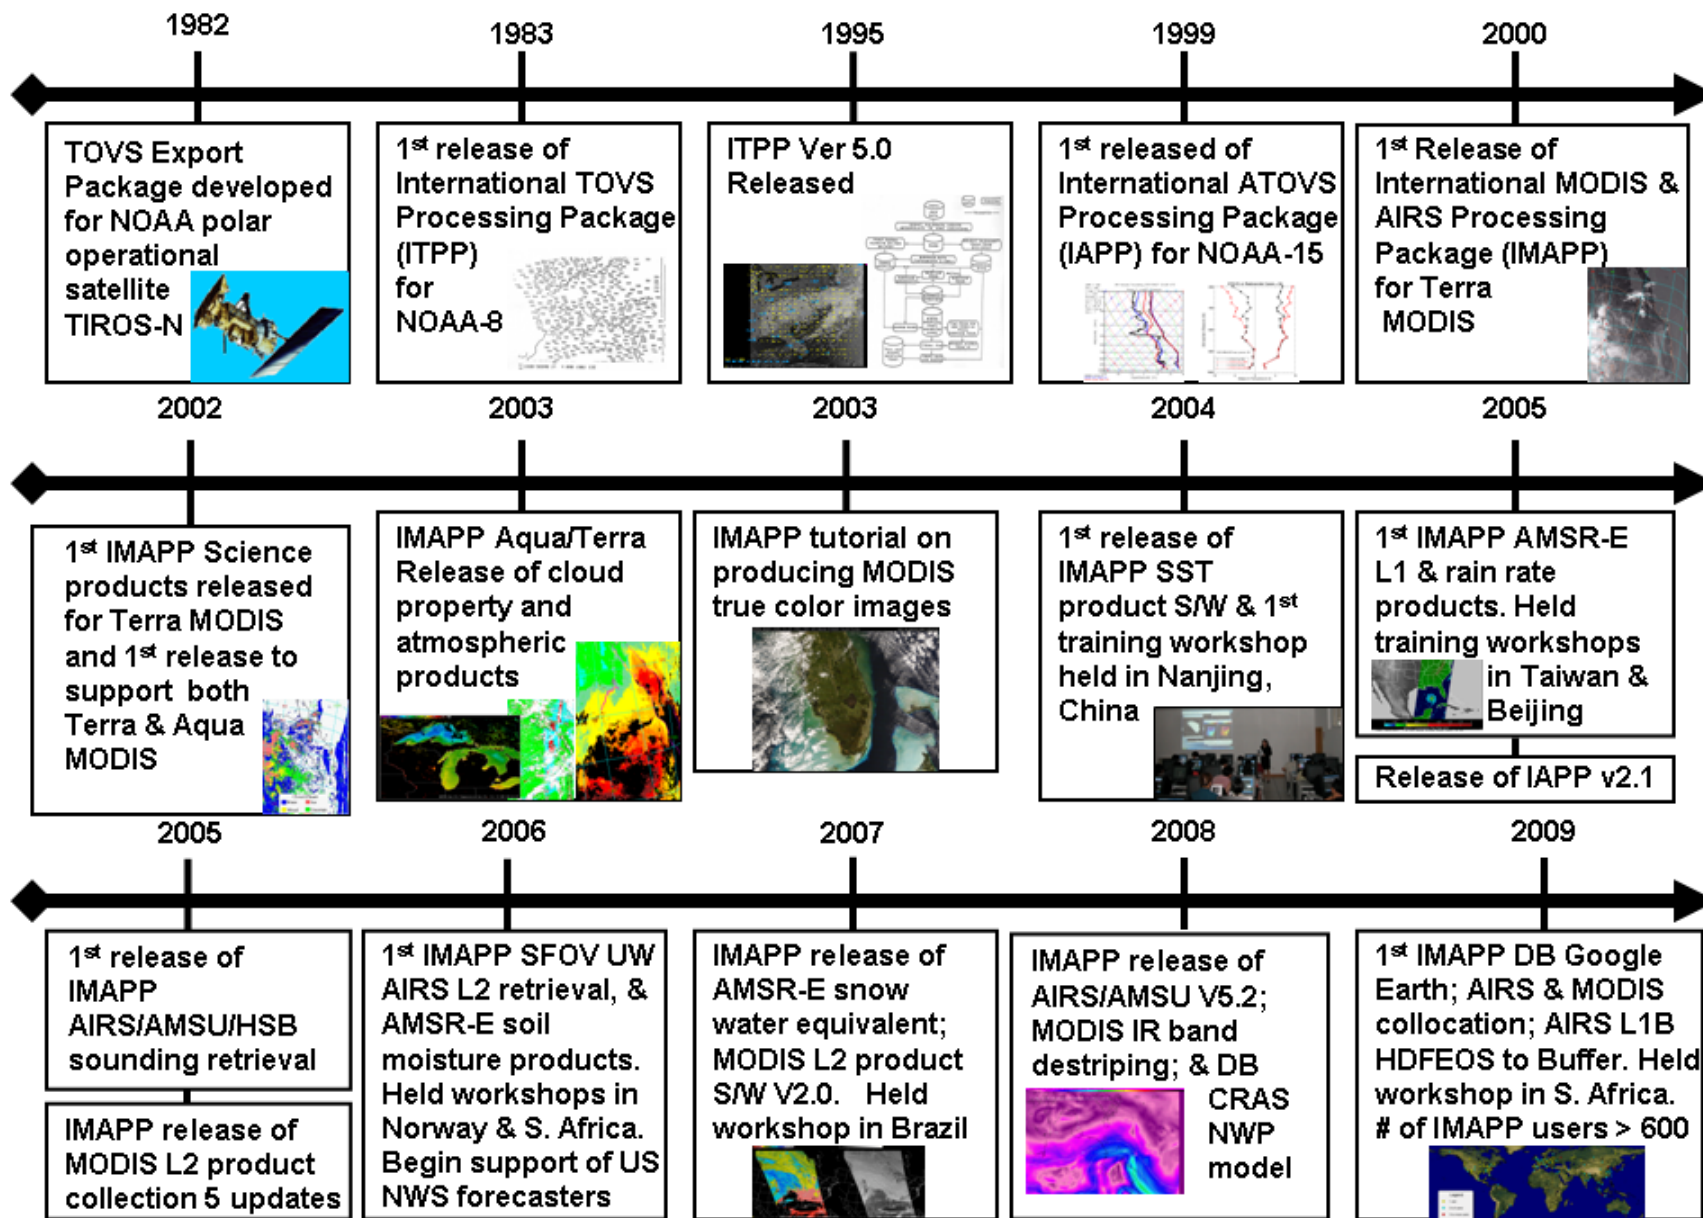 1982
1983
1995
1999
2000
TOVS Export
Package developed
for NOAA polar
operational
satellite
TIROS-N
1st release of
International TOVS
Processing Package
(ITPP)
for
NOAA-8
ITPP Ver 5.0
Released
1st released of
International ATOVS
Processing Package
(IAPP) for NOAA-15
1st Release of
International MODIS &
AIRS Processing
Package (IMAPP)
for Terra
MODIS
2002
2003
2003
2004
2005
1st IMAPP Science
products released
for Terra MODIS
and 1st release to
support both
Terra & Aqua
MODIS
IMAPP Aqua/Terra
Release of cloud
property and
atmospheric
products
IMAPP tutorial on
producing MODIS
true color images
1st release of
IMAPP SST
product S/W & 1st
training workshop
held in Nanjing,
China
1st IMAPP AMSR-E
L1 & rain rate
products. Held
training workshops
in Taiwan &
Beijing
Release of IAPP v2.1
2005
2006
2007
2008
2009
1st release of
IMAPP
AIRS/AMSU/HSB
sounding retrieval
IMAPP release of
MODIS L2 product
collection 5 updates
1st IMAPP SFOV UW
AIRS L2 retrieval, &
AMSR-E soil
moisture products.
Held workshops in
Norway & S. Africa.
Begin support of US
NWS forecasters
IMAPP release of
AMSR-E snow
water equivalent;
MODIS L2 product
S/W V2.0. Held
workshop in Brazil
IMAPP release of
AIRS/AMSU V5.2;
MODIS IR band
destriping; & DB
CRAS
NWP
model
1st IMAPP DB Google
Earth; AIRS & MODIS
collocation; AIRS L1B
HDFEOS to Buffer. Held
workshop in S. Africa.
# of IMAPP users > 600